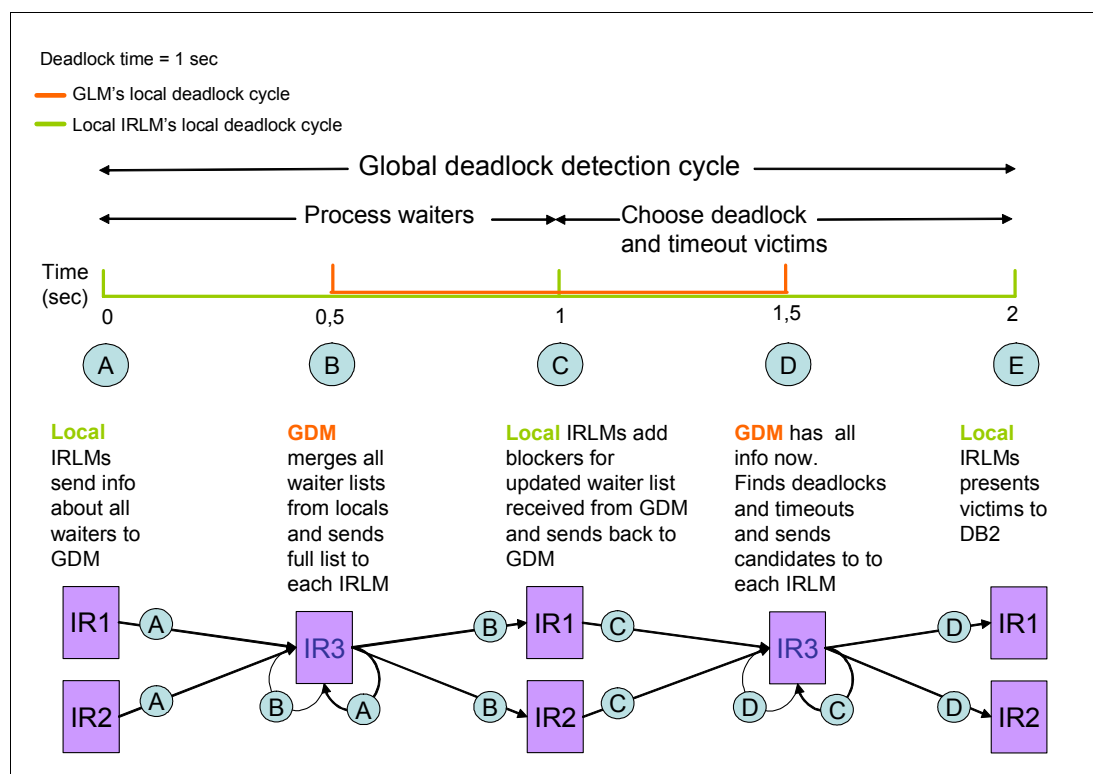 Deadlock time = 1 sec
GLM's local deadlock cycle
Local IRLM's local deadlock cycle
Global deadlock detection cycle
Process waiters
Choose deadlock
and timeout victims
Time
(sec)
0
0,5
1
1,5
2
A
B
C
D
E
Local
IRLMs
send info
about all
waiters to
GDM
GDM
merges all
waiter lists
from locals
and sends
full list to
each IRLM
Local IRLMs add
blockers for
updated waiter list
received from GDM
and sends back to
GDM
GDM has all
info now.
Finds deadlocks
and timeouts
and sends
candidates to to
each IRLM
Local
IRLMs
presents
victims to
DB2
IR1
A
IR2
A
IR3
B
A
B
B
IR1
IR2
C
C
IR3
D
C
D
D
IR1
IR2